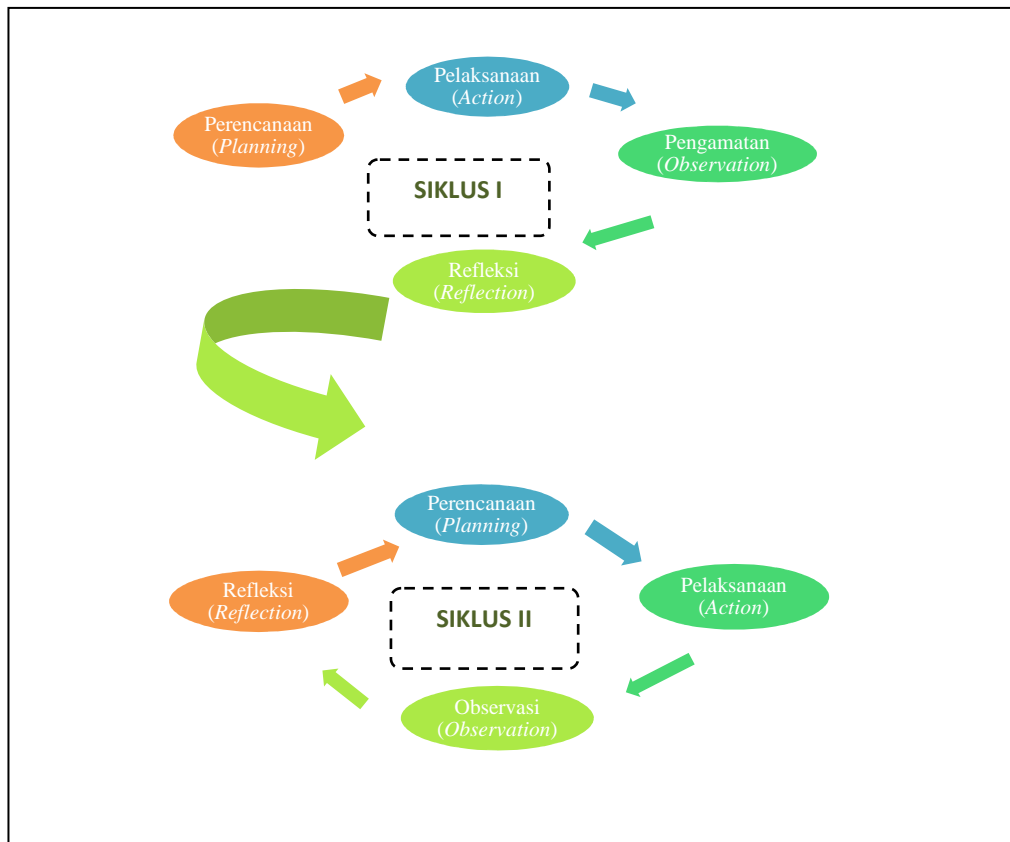 Perencanaan
(Planning)
Pelaksanaan
(Action)
Pengamatan
(Observation)
SIKLUS I
Refleksi
(Reflection)
Perencanaan
(Planning)
Pelaksanaan
(Action)
Refleksi
(Reflection)
SIKLUS II
Observasi
(Observation)